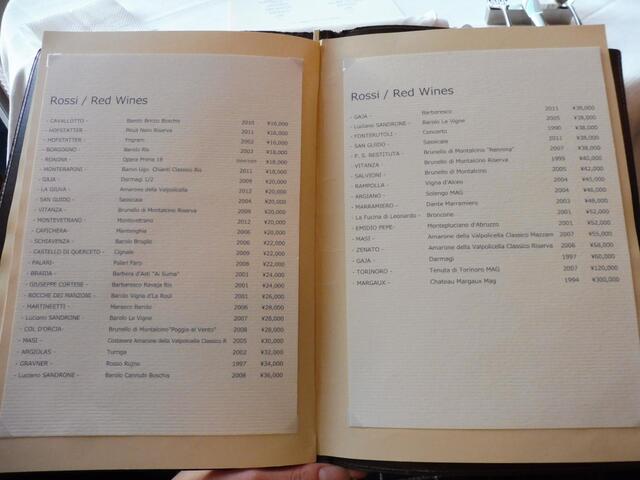 Rossi / Red Wines
- CAVALLOTTO - Barolo Bricco Boschis 2010 ¥16,000
- HOFSTATTER - Pinot Nero Riserva 2011 ¥16,000
- HOFSTATTER - Yngram 2002 ¥16,000
- BORGOGNO - Barolo Ris 2003 ¥18,000
- ROAGNA - Opera Prima 16 ¥18,000
- MONTERAPONI - Baron Ugo Chianti Classico Ris 2011 ¥18,000
- GAJA - Darmagi 1/2 2009 ¥20,000
- LA GIUVA - Amarone della Valpolicella 2012 ¥20,000
- SAN GUIDO - Sassicaia 2004 ¥20,000
- VITANZA - Brunello di Montalcino Riserva 2009 ¥20,000
- MONTEVETRANO - Montevetrano 2012 ¥20,000
- CAPICHERA - Mantenghja 2006 ¥20,000
- SCHIAVENZA - Barolo Broglio 2006 ¥22,000
- CASTELLO DI QUERCETO - Cignale 2009 ¥22,000
- PALARI- Palari Faro 2008 ¥22,000
- BRAIDA - Barbera d'Asti "Ai Suma" 2001 ¥24,000
- GIUSEPPE CORTESE - Barbaresco Rabaja Ris 2001 ¥24,000
- ROCCHE DEI MANZONI - Barolo Vigna d'La Roul 2001 ¥26,000
- MARTINETTI - Marasco Barolo 2006 ¥28,000
- Luciano SANDRONE - Barolo Le Vigne 2007 ¥28,000
- COL D'ORCIA - Brunello di Montalcino"Poggio al Vento" 2008 ¥28,000
- MASI - Costasera Amarone della Valpolicella Classico R 2005 ¥30,000
- ARGIOLAS - Turriga 2002 ¥32,000
- GRAVNER - Rosso Rujno 1997 ¥34,000
- Luciano SANDRONE - Barolo Cannubi Boschis 2008 ¥36,000
Rossi / Red Wines
- GAJA - Barbaresco 2011 ¥38,000
- Luciano SANDRONE - Barolo Le Vigne 2005 ¥38,000
- FONTERUTOLI - Concerto 1990 ¥38,000
- SAN GUIDO - Sassicaia 2011 ¥38,000
- P. S. RESTITUTA - Brunello di Montalcino "Rennina" 2007 ¥38,000
- VITANZA - Brunello di Montalcino Riserva 1999 ¥40,000
- SALVIONI - Brunello di Montalcino 2005 ¥42,000
- RAMPOLLA - Vigna d'Alceo 2004 ¥45,000
- ARGIANO - Solengo MAG 2004 ¥46,000
- MARRAMIERO - Dante Marramiero 2003 ¥48,000
- La Fucina di Leonardo - Broncone 2001 ¥52,000
- EMIDIO PEPE- Montepluciano d'Abruzzo 2001 ¥52,000
- MASI - Amarone della Valpolicella Classico Mazzan 2007 ¥55,000
- ZENATO - Amarone della Valpolicella Classico Riserva 2006 ¥58,000
- GAJA - Darmagi 1997 ¥60,000
- TORINORO - Tenuta di Torinoro MAG 2007 ¥120,000
- MARGAUX - Chateau Margaux Mag 1994 ¥300,000